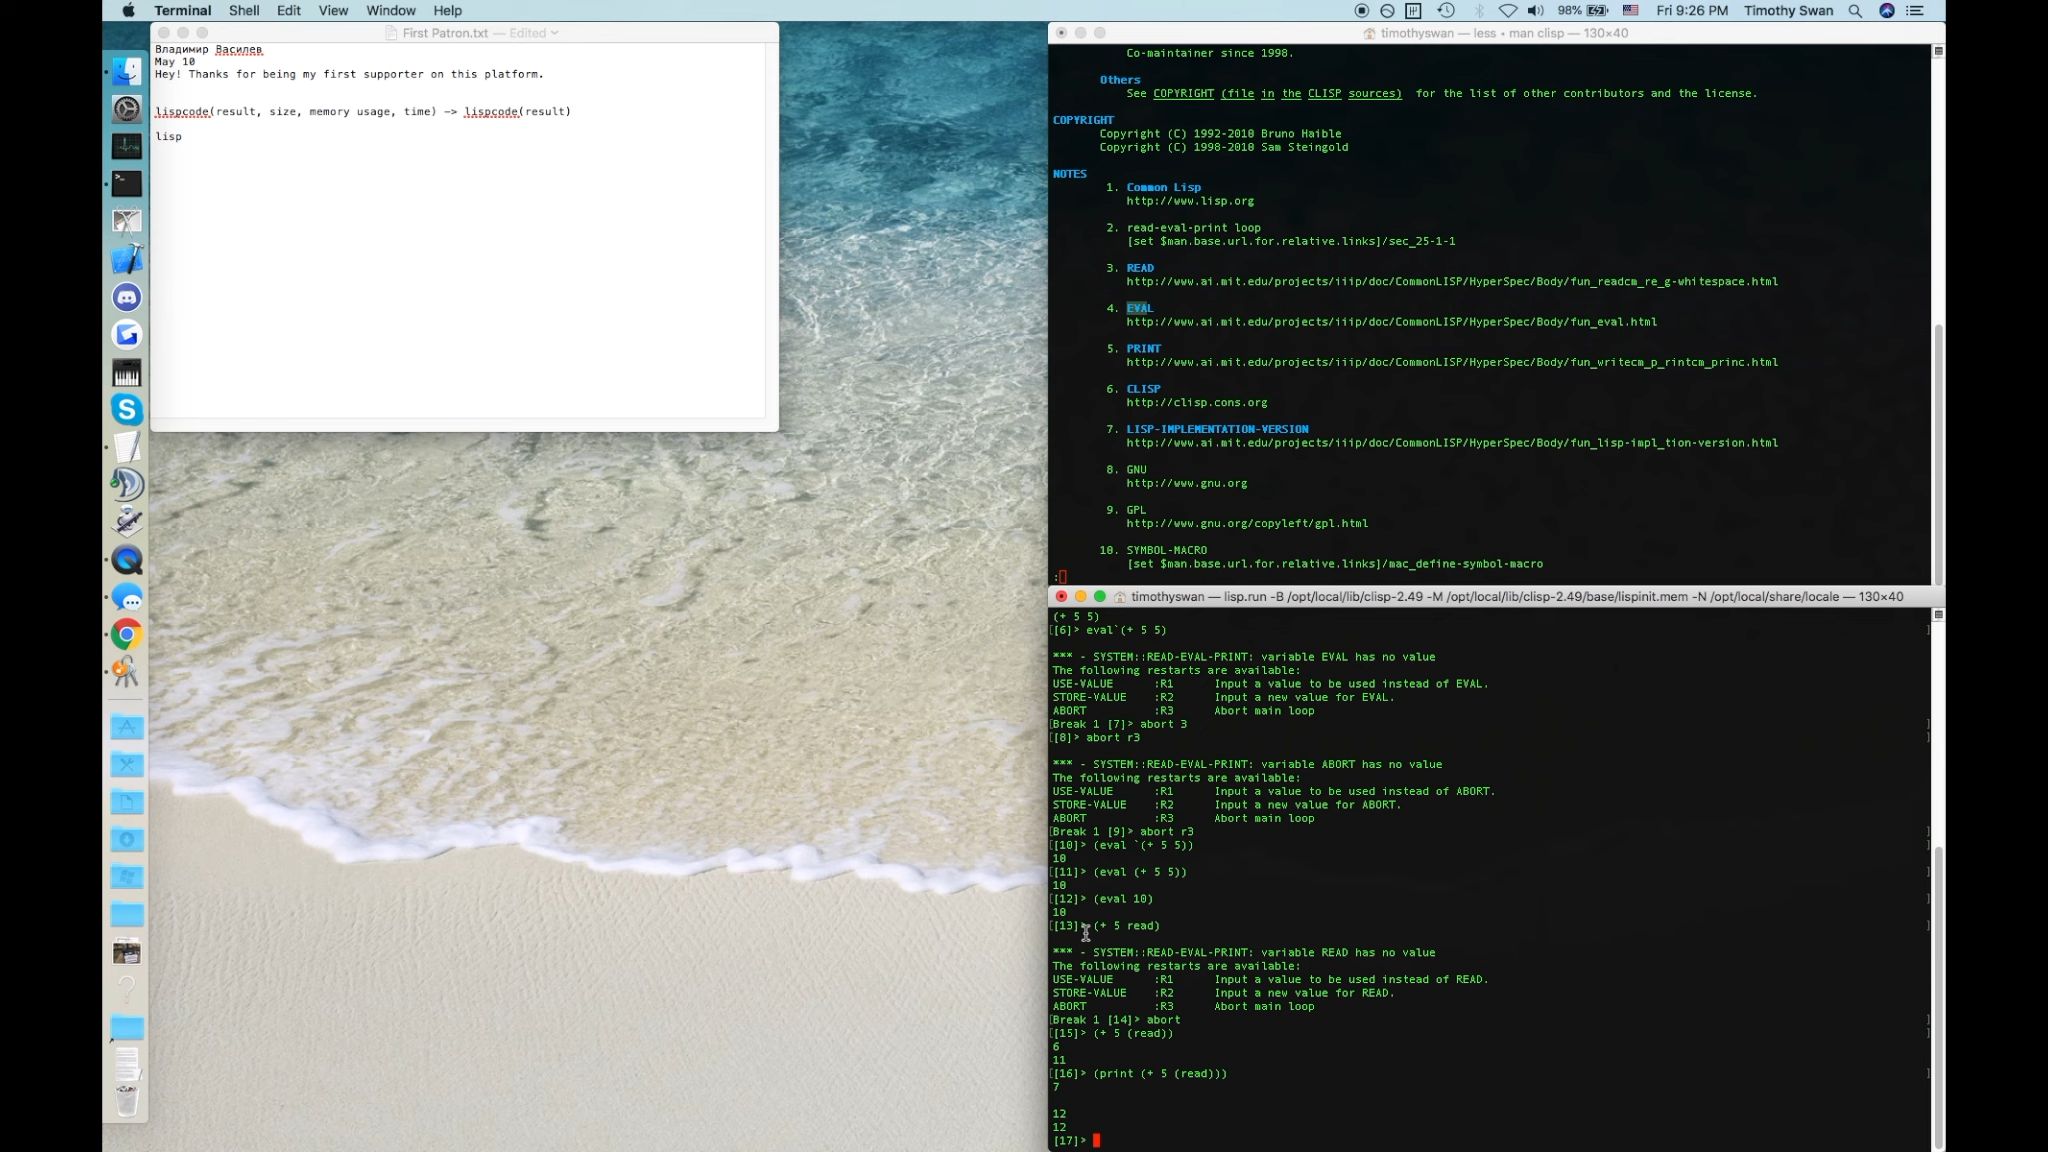 Terminal Shell Edit View Window Help
98% Fri 9:26 PM Timothy Swan
First Patron.txt — Edited
Владимир Василев
May 10
Hey! Thanks for being my first supporter on this platform.
lispcode(result, size, memory usage, time) -> lispcode(result)
lisp
timothyswan — less • man clisp — 130×40
Co-maintainer since 1998.
Others
See COPYRIGHT (file in the CLISP sources) for the list of other contributors and the license.
COPYRIGHT
Copyright (C) 1992-2010 Bruno Haible
Copyright (C) 1998-2010 Sam Steingold
NOTES
1. Common Lisp
http://www.lisp.org
2. read-eval-print loop
[set $man.base.url.for.relative.links]/sec_25-1-1
3. READ
http://www.ai.mit.edu/projects/iiip/doc/CommonLISP/HyperSpec/Body/fun_readcm_re_g-whitespace.html
4. EVAL
http://www.ai.mit.edu/projects/iiip/doc/CommonLISP/HyperSpec/Body/fun_eval.html
5. PRINT
http://www.ai.mit.edu/projects/iiip/doc/CommonLISP/HyperSpec/Body/fun_writecm_p_rintcm_princ.html
6. CLISP
http://clisp.cons.org
7. LISP-IMPLEMENTATION-VERSION
http://www.ai.mit.edu/projects/iiip/doc/CommonLISP/HyperSpec/Body/fun_lisp-impl_tion-version.html
8. GNU
http://www.gnu.org
9. GPL
http://www.gnu.org/copyleft/gpl.html
10. SYMBOL-MACRO
[set $man.base.url.for.relative.links]/mac_define-symbol-macro
:
timothyswan — lisp.run -B /opt/local/lib/clisp-2.49 -M /opt/local/lib/clisp-2.49/base/lispinit.mem -N /opt/local/share/locale — 130×40
(+ 5 5)
[[6]> eval`(+ 5 5) ]
*** - SYSTEM::READ-EVAL-PRINT: variable EVAL has no value
The following restarts are available:
USE-VALUE :R1 Input a value to be used instead of EVAL.
STORE-VALUE :R2 Input a new value for EVAL.
ABORT :R3 Abort main loop
[Break 1 [7]> abort 3 ]
[[8]> abort r3 ]
*** - SYSTEM::READ-EVAL-PRINT: variable ABORT has no value
The following restarts are available:
USE-VALUE :R1 Input a value to be used instead of ABORT.
STORE-VALUE :R2 Input a new value for ABORT.
ABORT :R3 Abort main loop
[Break 1 [9]> abort r3 ]
[[10]> (eval `(+ 5 5)) ]
10
[[11]> (eval (+ 5 5)) ]
10
[[12]> (eval 10) ]
10
[[13]> (+ 5 read) ]
*** - SYSTEM::READ-EVAL-PRINT: variable READ has no value
The following restarts are available:
USE-VALUE :R1 Input a value to be used instead of READ.
STORE-VALUE :R2 Input a new value for READ.
ABORT :R3 Abort main loop
[Break 1 [14]> abort ]
[[15]> (+ 5 (read)) ]
6
11
[[16]> (print (+ 5 (read))) ]
7
12
12
[17]>